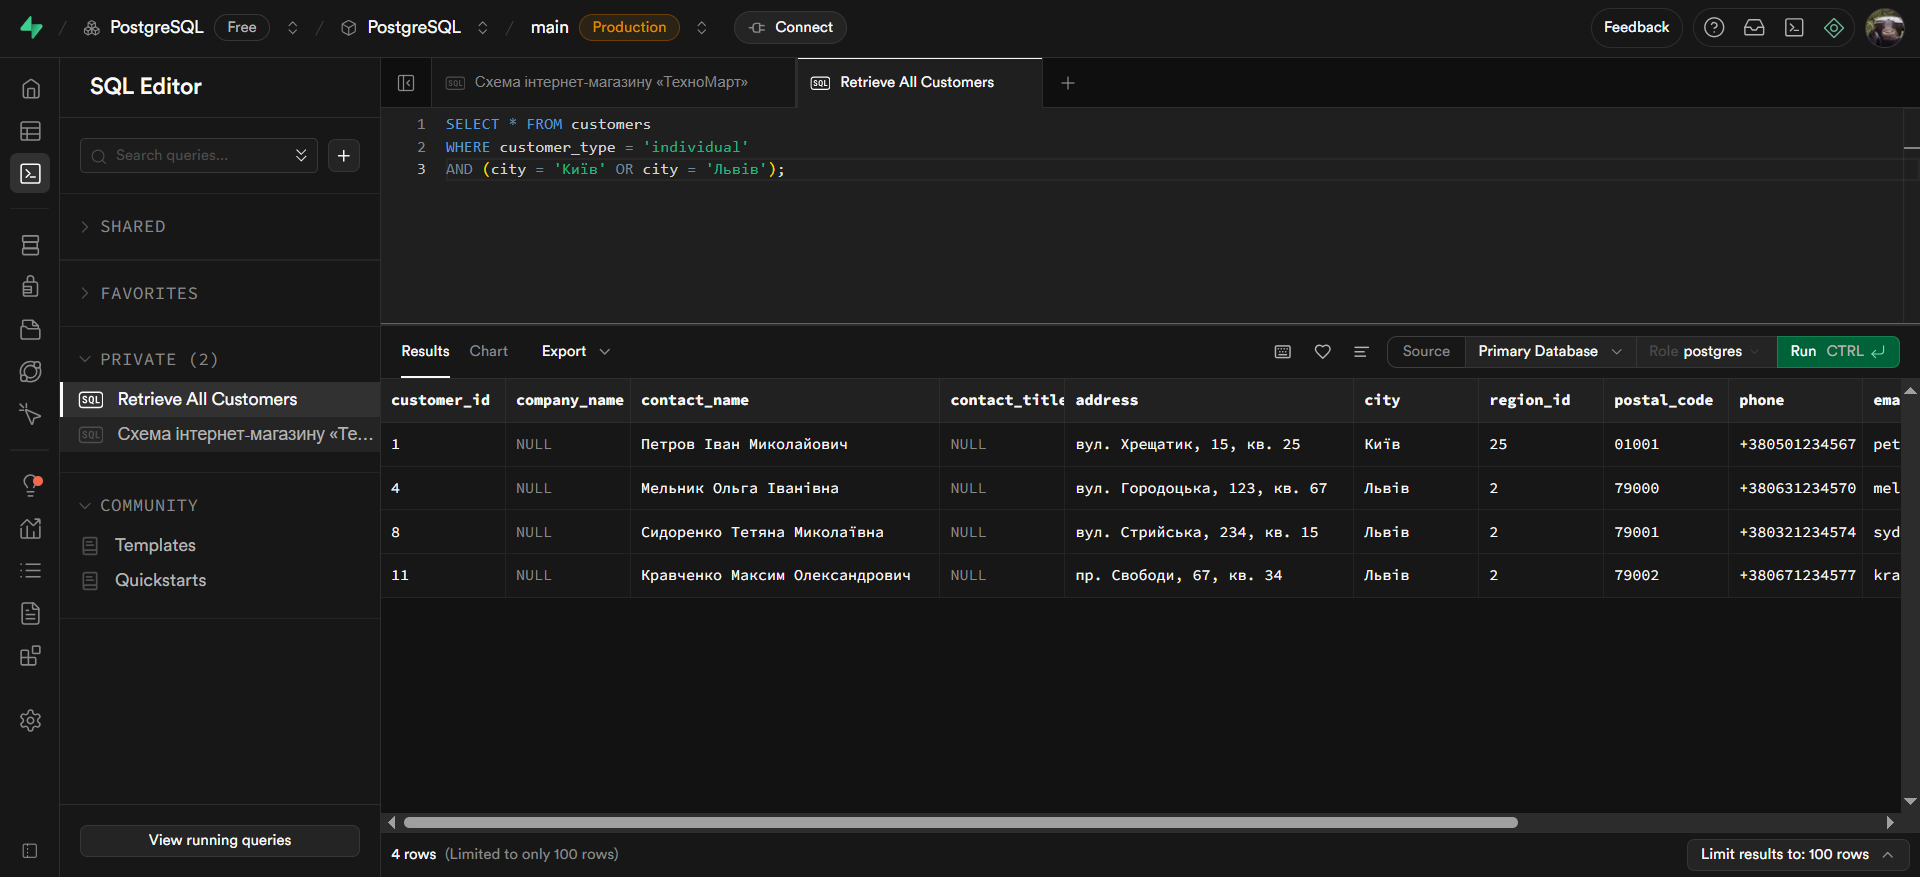 PostgreSQL Free / PostgreSQL / main Production Connect Feedback
SQL Editor
Search queries...
SHARED
FAVORITES
PRIVATE (2)
SQL Retrieve All Customers
SQL Схема інтернет-магазину «Te...
COMMUNITY
Templates
Quickstarts
View running queries
SQL Схема інтернет-магазину «ТехноМарт»
SQL Retrieve All Customers
1 SELECT * FROM customers
2 WHERE customer_type = 'individual'
3 AND (city = 'Київ' OR city = 'Львів');
Results Chart Export Source Primary Database Role postgres Run CTRL
customer_id company_name contact_name contact_title address city region_id postal_code phone ema
1 NULL Петров Іван Миколайович NULL вул. Хрещатик, 15, кв. 25 Київ 25 01001 +380501234567 pet
4 NULL Мельник Ольга Іванівна NULL вул. Городоцька, 123, кв. 67 Львів 2 79000 +380631234570 mel
8 NULL Сидоренко Тетяна Миколаївна NULL вул. Стрийська, 234, кв. 15 Львів 2 79001 +380321234574 syd
11 NULL Кравченко Максим Олександрович NULL пр. Свободи, 67, кв. 34 Львів 2 79002 +380671234577 kra
4 rows (Limited to only 100 rows)
Limit results to: 100 rows